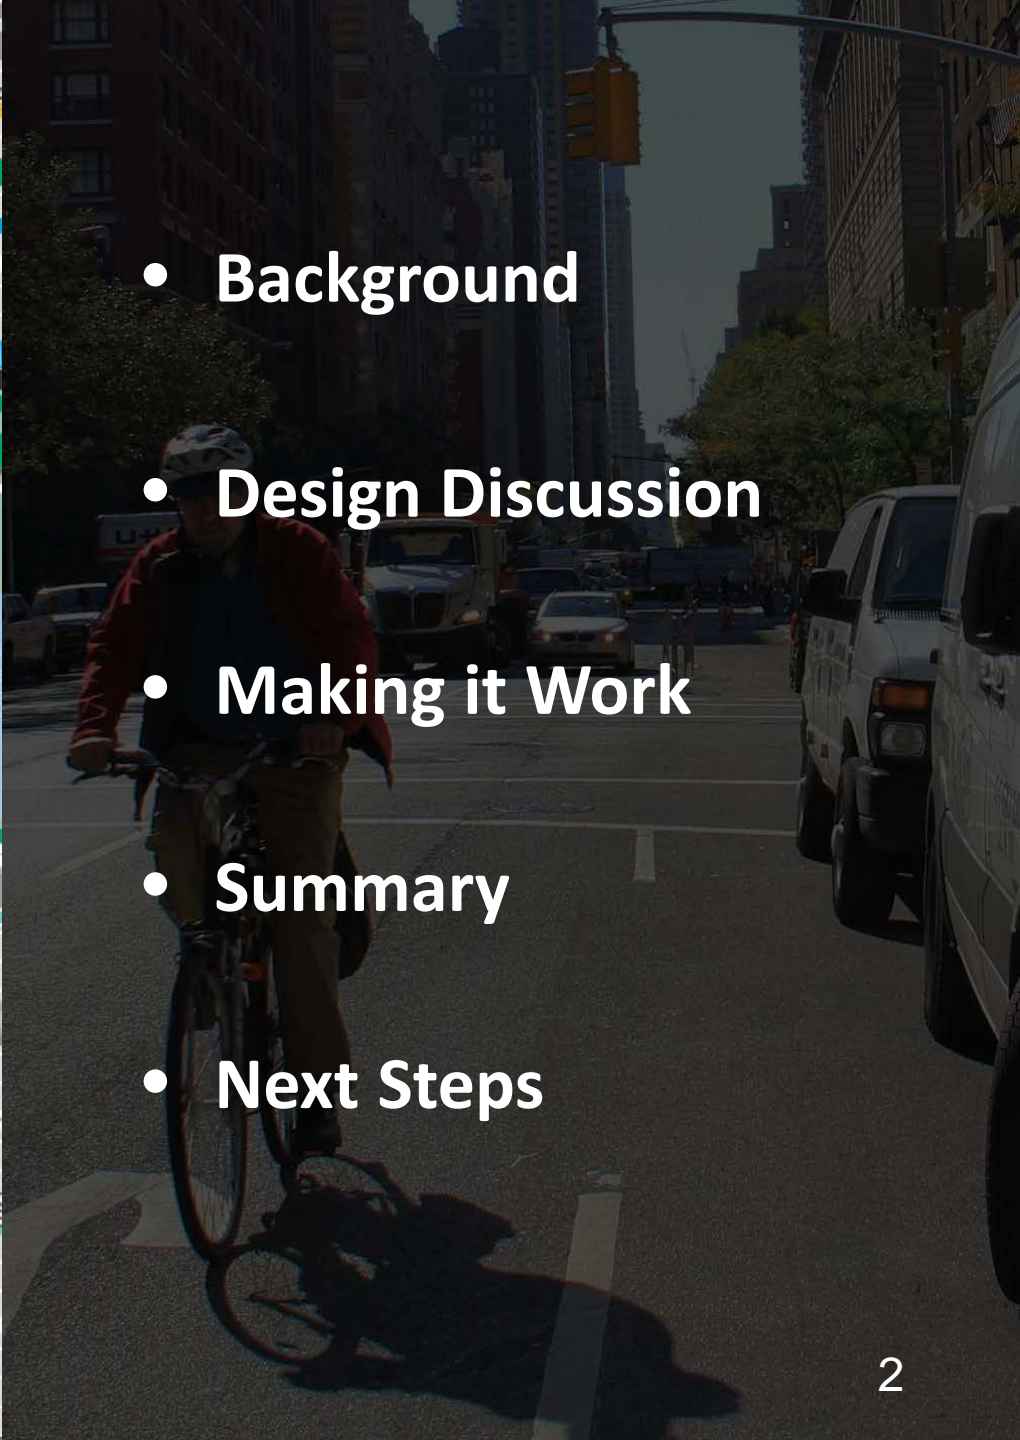 • Background
• Design Discussion
• Making it Work
• Summary
• Next Steps
2